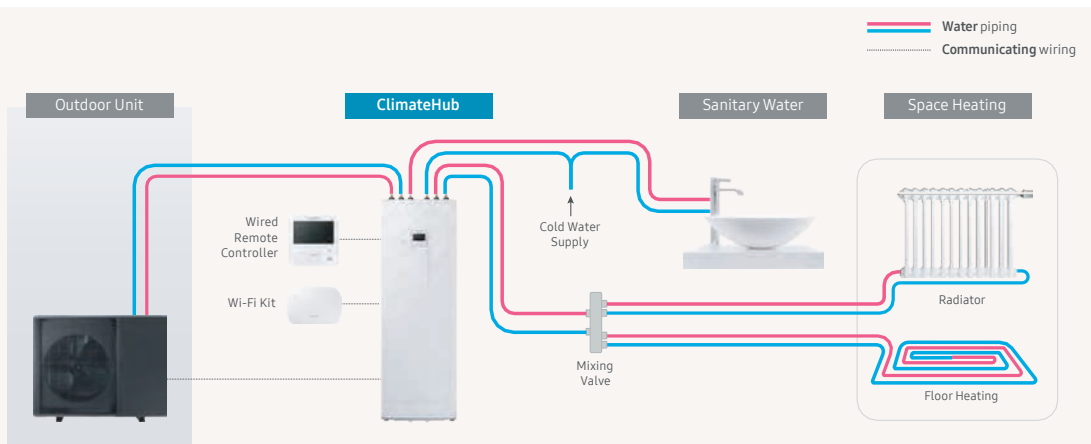 Water piping
Communicating wiring
Outdoor Unit
ClimateHub
Sanitary Water
Space Heating
Wired
Remote
Controller
Cold Water
Supply
Wi-Fi Kit
Radiator
Mixing
Valve
Floor Heating